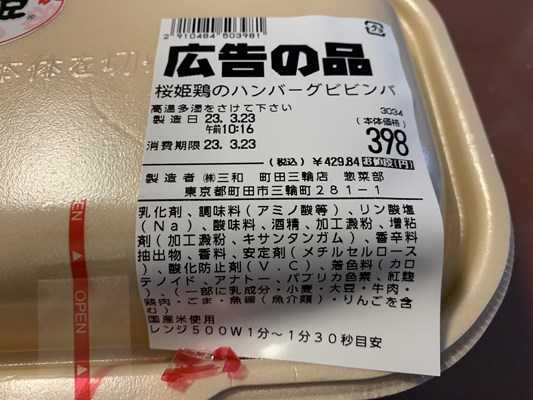 2 910484 503981
プラ
広告の品
桜姫鶏のハンバーグビビンバ
高温多湿をさけて下さい
3034
製造日 23. 3.23
(本体価格)
午前10:16
398
消費期限 23. 3.23
(税込) ¥429.84 お値段(円)
製造者 ㈱三和 町田三輪店 惣菜部
東京都町田市三輪町281−1
乳化剤、調味料(アミノ酸等)、リン酸塩
(Na)、酸味料、酒精、加工澱粉、増粘
剤(加工澱粉、キサンタンガム)、香辛料
抽出物、香料、安定剤(メチルセルロース
)、酸化防止剤(V.C)、着色料(カロ
テノイド、アナトー、パプリカ色素、紅麹
)、(一部に乳成分・小麦・大豆・牛肉・
鶏肉・ごま・魚醤(魚介類)・りんごを含
む)
国産米使用
レンジ500W1分〜1分30秒目安
OPEN
OPEN